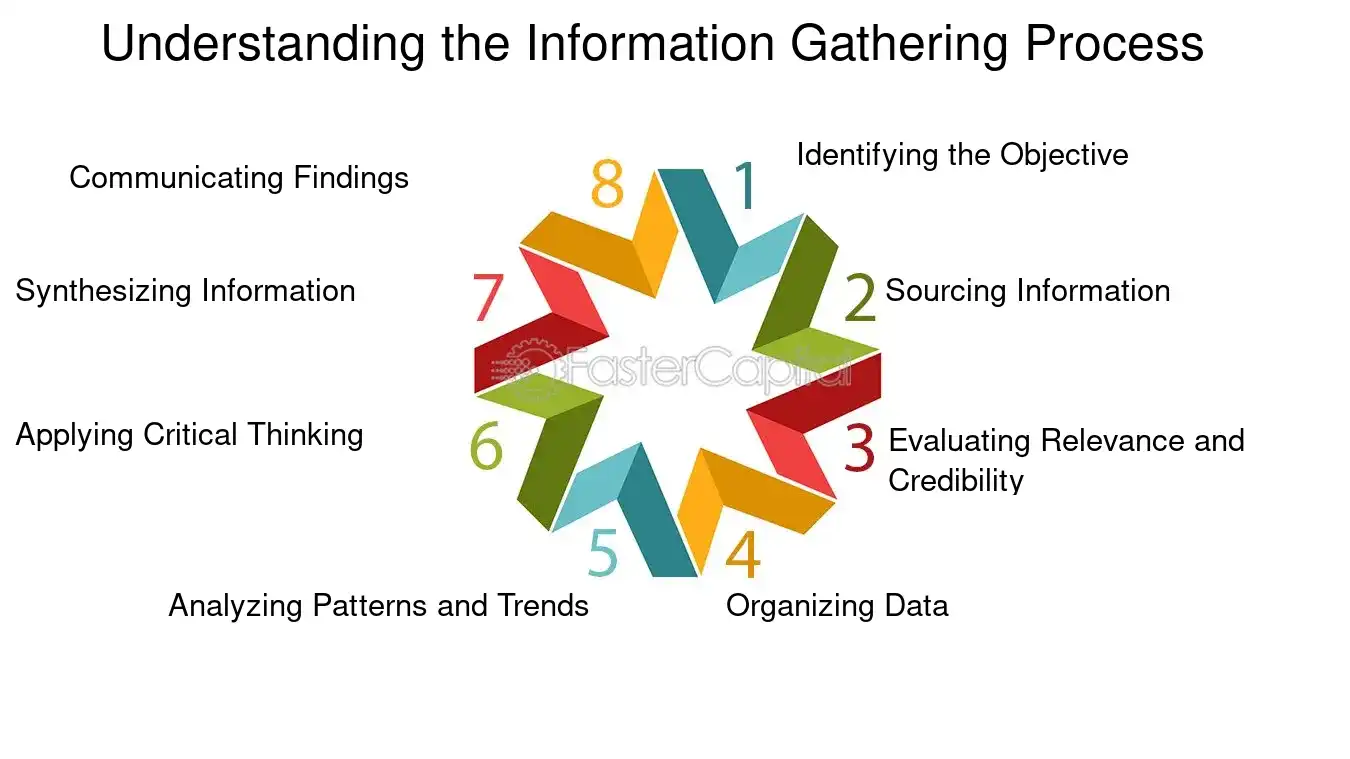 Understanding the Information Gathering Process
1 Identifying the Objective
2 Sourcing Information
3 Evaluating Relevance and
Credibility
4 Organizing Data
5 Analyzing Patterns and Trends
6 Applying Critical Thinking
7 Synthesizing Information
8 Communicating Findings
FasterCapital